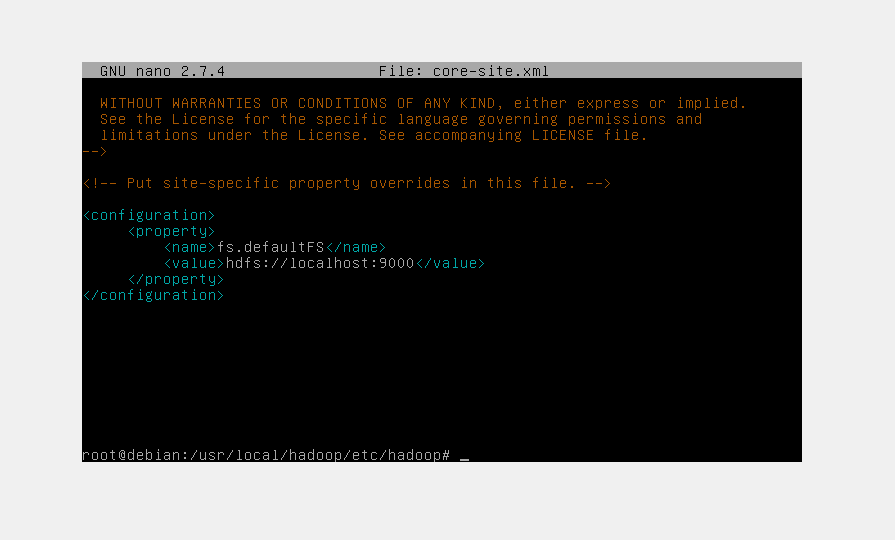 GNU nano 2.7.4 File: core-site.xml
WITHOUT WARRANTIES OR CONDITIONS OF ANY KIND, either express or implied.
See the License for the specific language governing permissions and
limitations under the License. See accompanying LICENSE file.
-->
<!-- Put site-specific property overrides in this file. -->
<configuration>
<property>
<name>fs.defaultFS</name>
<value>hdfs://localhost:9000</value>
</property>
</configuration>
root@debian:/usr/local/hadoop/etc/hadoop# _